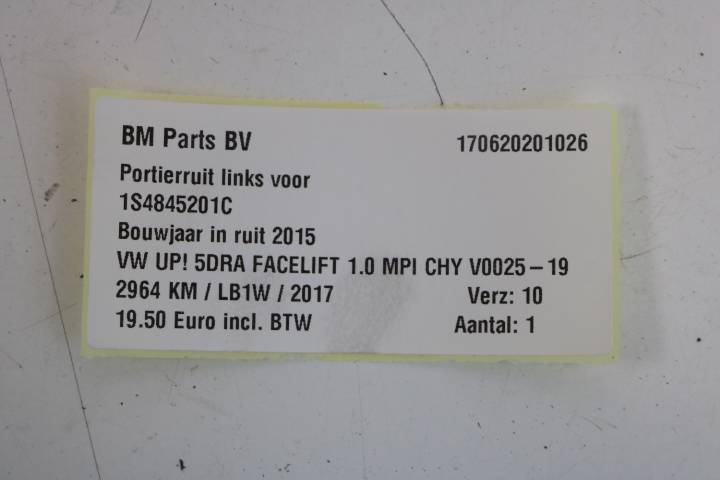 BM Parts BV 170620201026
Portierruit links voor
1S4845201C
Bouwjaar in ruit 2015
VW UP! 5DRA FACELIFT 1.0 MPI CHY V0025-19
2964 KM / LB1W / 2017 Verz: 10
19.50 Euro incl. BTW Aantal: 1